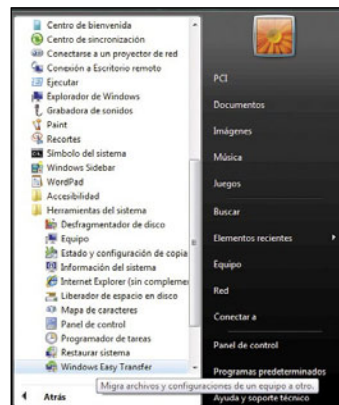 Centro de bienvenida
Centro de sincronización
Conectarse a un proyector de red
Conexión a Escritorio remoto
Ejecutar
Explorador de Windows
Grabadora de sonidos
Paint
Recortes
Símbolo del sistema
Windows Sidebar
WordPad
Accesibilidad
Herramientas del sistema
Desfragmentador de disco
Equipo
Estado y configuración de copia
Información del sistema
Internet Explorer (sin compleme
Liberador de espacio en disco
Mapa de caracteres
Panel de control
Programador de tareas
Restaurar sistema
Windows Easy Transfer
Migra archivos y configuraciones de un equipo a otro.
Atrás
PCI
Documentos
Imágenes
Música
Juegos
Buscar
Elementos recientes
Equipo
Red
Conectar a
Panel de control
Programas predeterminados
Ayuda y soporte técnico